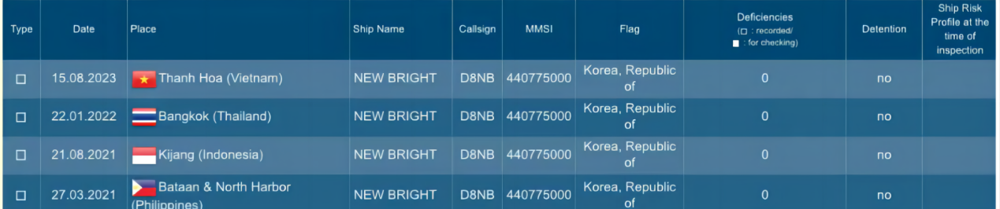 Type Date Place Ship Name Callsign MMSI Flag Deficiencies (□ : recorded/ ■ : for checking) Detention Ship Risk Profile at the time of inspection
15.08.2023 Thanh Hoa (Vietnam) NEW BRIGHT D8NB 440775000 Korea, Republic of 0 no
22.01.2022 Bangkok (Thailand) NEW BRIGHT D8NB 440775000 Korea, Republic of 0 no
21.08.2021 Kijang (Indonesia) NEW BRIGHT D8NB 440775000 Korea, Republic of 0 no
27.03.2021 Bataan & North Harbor (Philippines) NEW BRIGHT D8NB 440775000 Korea, Republic of 0 no